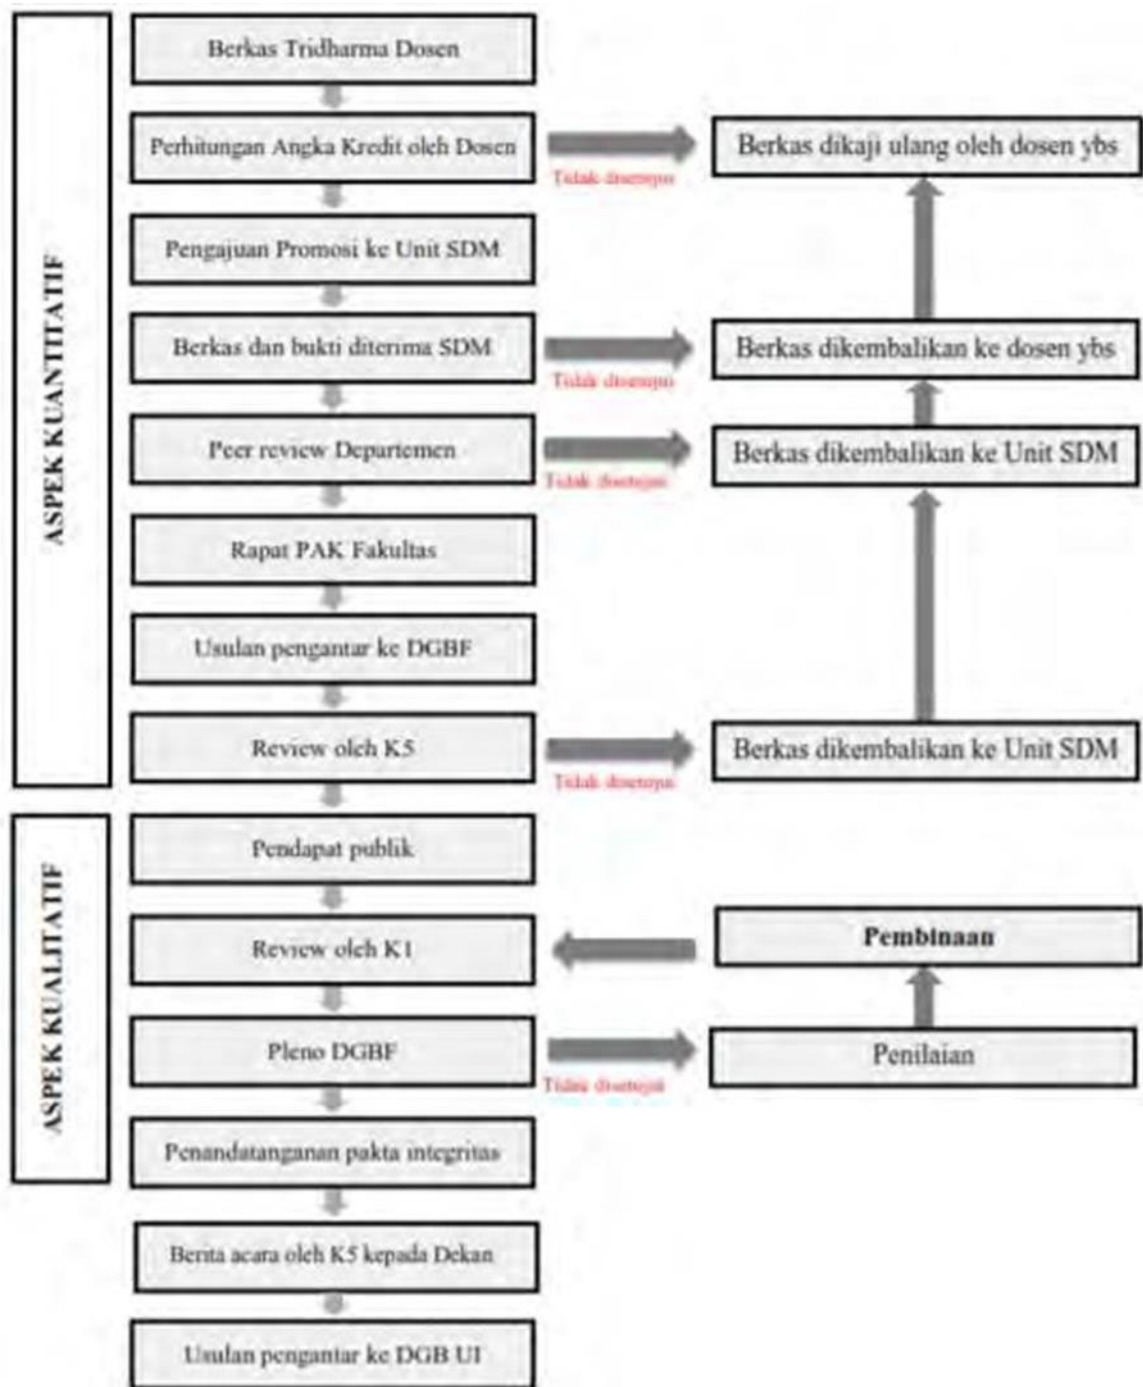 ASPEK KUANTITATIF
Berkas Tridharma Dosen
Perhitungan Angka Kredit oleh Dosen
Tidak disetujui
Berkas dikaji ulang oleh dosen ybs
Pengajuan Promosi ke Unit SDM
Berkas dan bukti diterima SDM
Tidak disetujui
Berkas dikembalikan ke dosen ybs
Peer review Departemen
Tidak disetujui
Berkas dikembalikan ke Unit SDM
Rapat PAK Fakultas
Usulan pengantar ke DGBF
Review oleh K5
Tidak disetujui
Berkas dikembalikan ke Unit SDM
ASPEK KUALITATIF
Pendapat publik
Review oleh K1
Pembinaan
Pleno DGBF
Tidak disetujui
Penilaian
Penandatanganan pakta integritas
Berita acara oleh K5 kepada Dekan
Usulan pengantar ke DGB UI